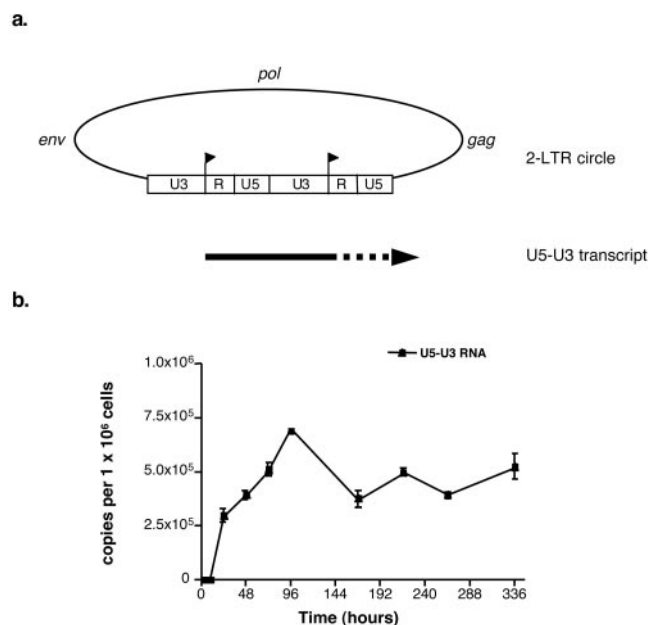 a.
pol
env
gag
2-LTR circle
U3 R U5 U3 R U5
U5-U3 transcript
b.
U5-U3 RNA
copies per 1 x 10⁶ cells
1.0x10⁶
7.5x10⁵
5.0x10⁵
2.5x10⁵
0
0 48 96 144 192 240 288 336
Time (hours)